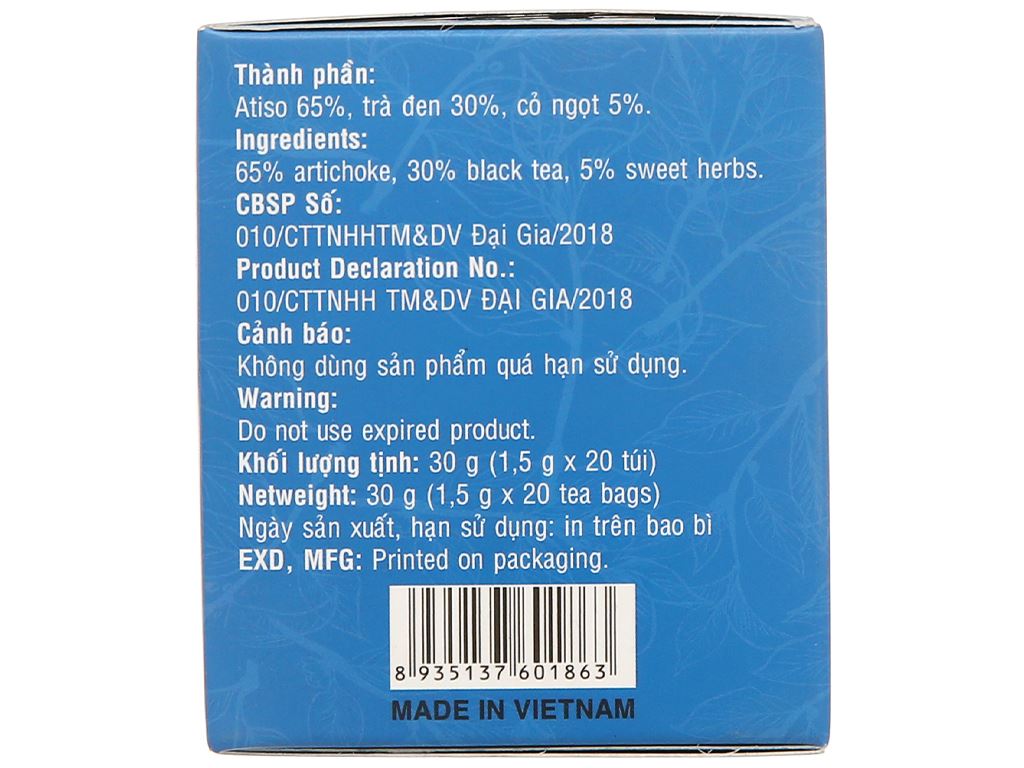 Thành phần:
Atiso 65%, trà đen 30%, cỏ ngọt 5%.
Ingredients:
65% artichoke, 30% black tea, 5% sweet herbs.
CBSP Số:
010/CTTNHHTM&DV Đại Gia/2018
Product Declaration No.:
010/CTTNHH TM&DV ĐẠI GIA/2018
Cảnh báo:
Không dùng sản phẩm quá hạn sử dụng.
Warning:
Do not use expired product.
Khối lượng tịnh: 30 g (1,5 g x 20 túi)
Netweight: 30 g (1,5 g x 20 tea bags)
Ngày sản xuất, hạn sử dụng: in trên bao bì
EXD, MFG: Printed on packaging.
8 935137 601863
MADE IN VIETNAM